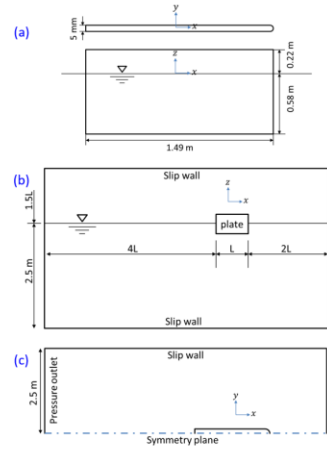 (a)
y
x
5 mm
z
x
0.22 m
0.58 m
1.49 m
(b)
Slip wall
z
x
1.5L
plate
4L
L
2L
2.5 m
Slip wall
(c)
Slip wall
2.5 m
Pressure outlet
y
x
Symmetry plane